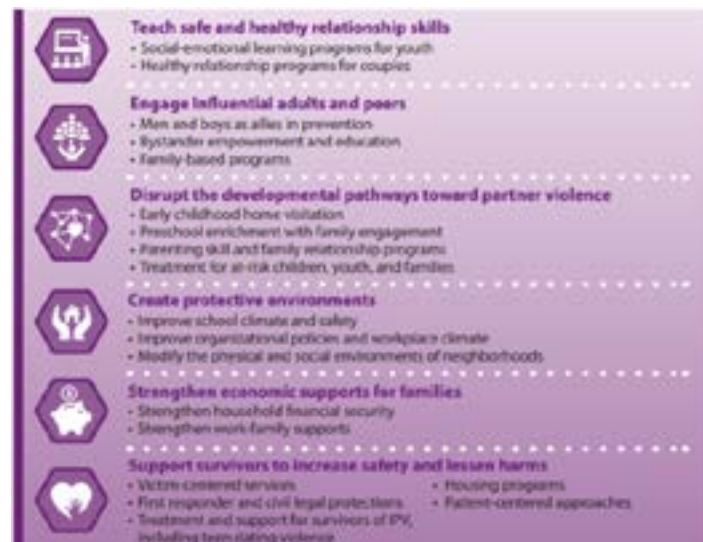 Teach safe and healthy relationship skills
• Social-emotional learning programs for youth
• Healthy relationship programs for couples
Engage influential adults and peers
• Men and boys as allies in prevention
• Bystander empowerment and education
• Family-based programs
Disrupt the developmental pathways toward partner violence
• Early childhood home visitation
• Preschool enrichment with family engagement
• Parenting skill and family relationship programs
• Treatment for at-risk children, youth, and families
Create protective environments
• Improve school climate and safety
• Improve organizational policies and workplace climate
• Modify the physical and social environments of neighborhoods
Strengthen economic supports for families
• Strengthen household financial security
• Strengthen work-family supports
Support survivors to increase safety and lessen harms
• Victim-centered services
• First responder and civil legal protections
• Treatment and support for survivors of IPV,
including teen dating violence
• Housing programs
• Patient-centered approaches